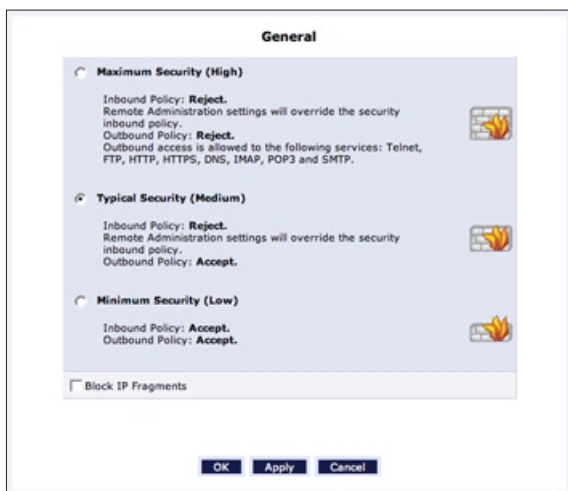 General
Maximum Security (High)
Inbound Policy: Reject.
Remote Administration settings will override the security
inbound policy.
Outbound Policy: Reject.
Outbound access is allowed to the following services: Telnet,
FTP, HTTP, HTTPS, DNS, IMAP, POP3 and SMTP.
Typical Security (Medium)
Inbound Policy: Reject.
Remote Administration settings will override the security
inbound policy.
Outbound Policy: Accept.
Minimum Security (Low)
Inbound Policy: Accept.
Outbound Policy: Accept.
Block IP Fragments
OK Apply Cancel